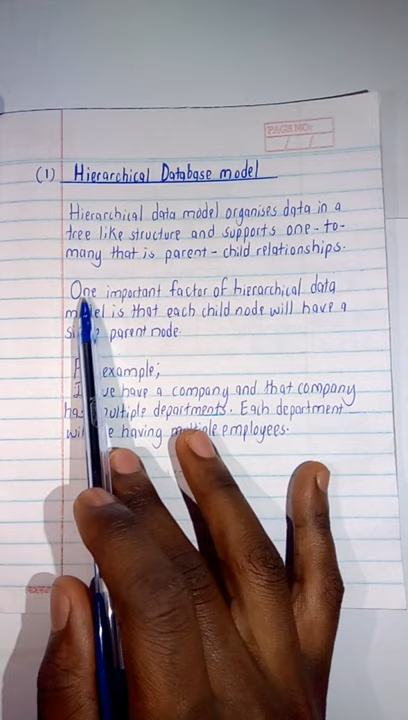 PAGE NO:
(1) Hierarchical Database model
Hierarchical data model organises data in a
tree like structure and supports one-to-
many that is parent-child relationships.
One important factor of hierarchical data
is that each child node will have a
parent node.
example;
we have a company and that company
multiple departments. Each department
having employees.